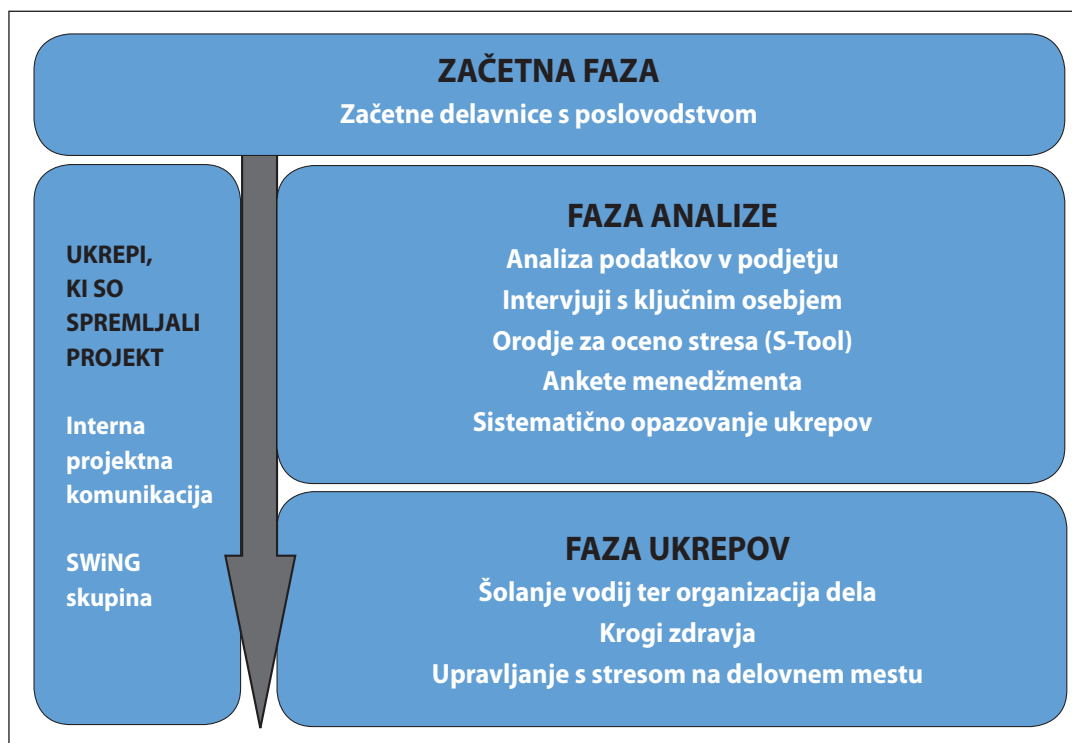 ZAČETNA FAZA
Začetne delavnice s poslovodstvom
UKREPI,
KI SO
SPREMLJALI
PROJEKT
Interna
projektna
komunikacija
SWiNG
skupina
FAZA ANALIZE
Analiza podatkov v podjetju
Intervjuji s ključnim osebjem
Orodje za oceno stresa (S-Tool)
Ankete menedžmenta
Sistematično opazovanje ukrepov
FAZA UKREPOV
Šolanje vodij ter organizacija dela
Krogi zdravja
Upravljanje s stresom na delovnem mestu